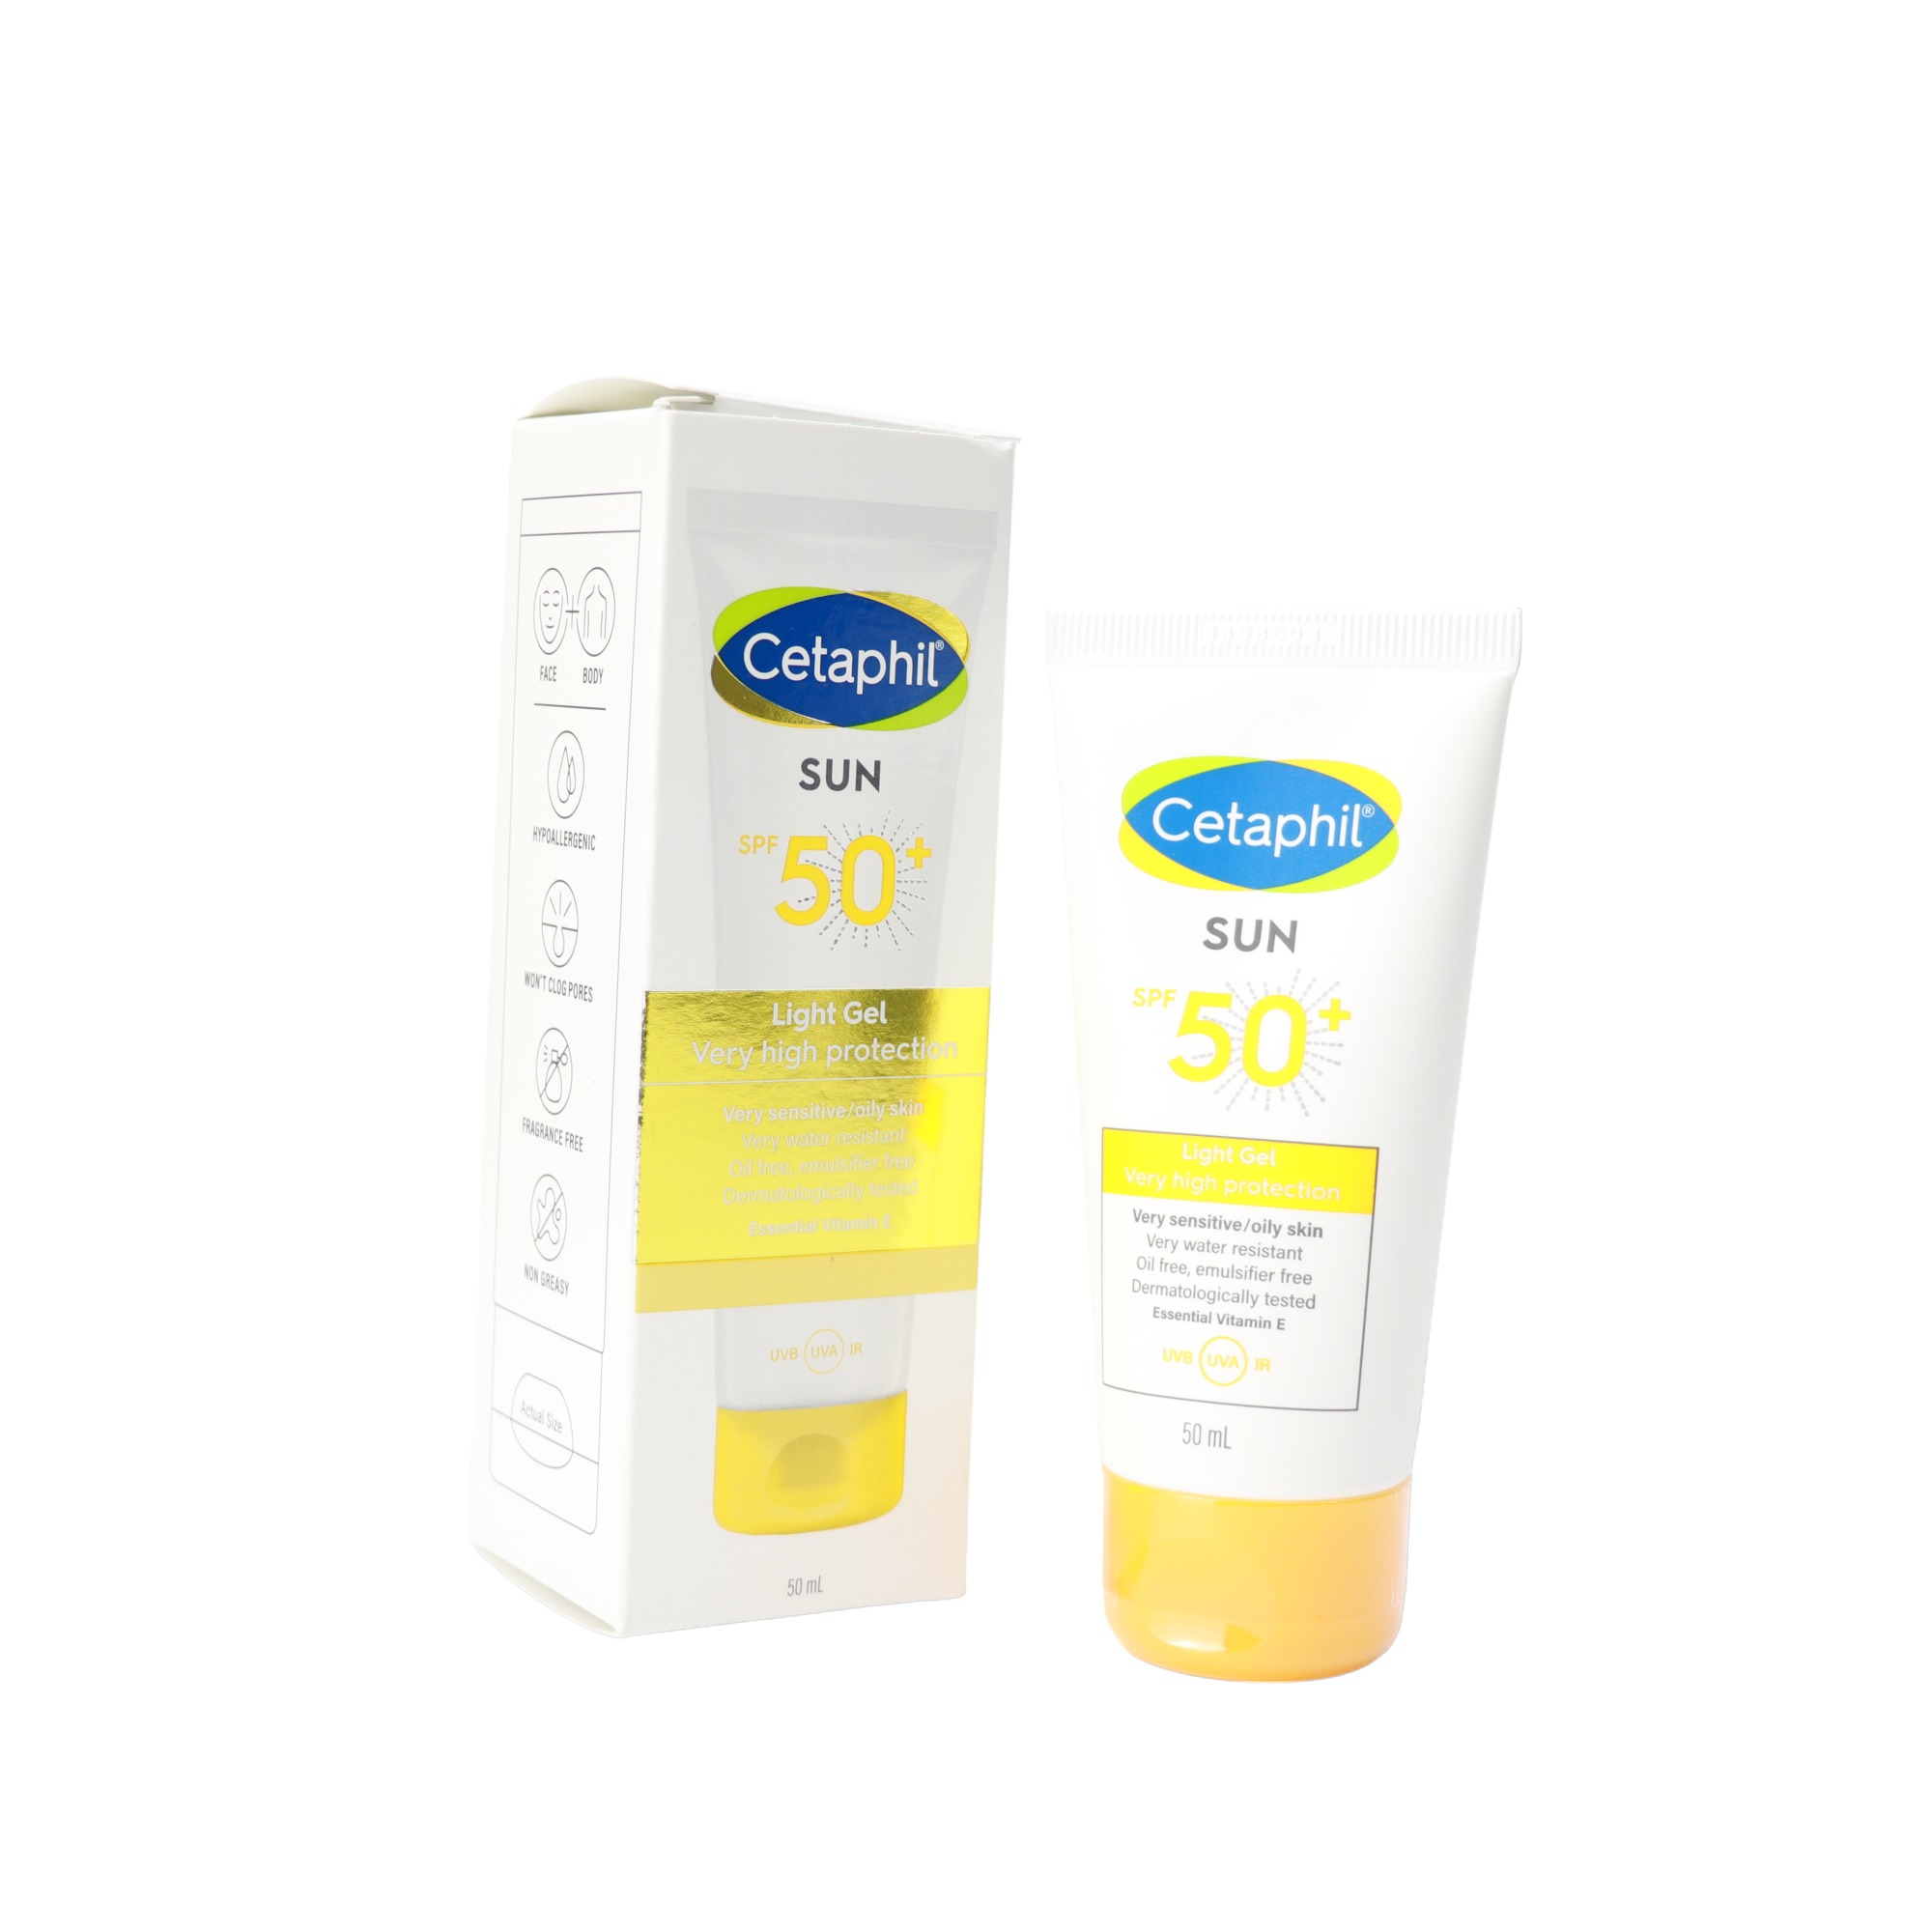 FACE
BODY
HYPOALLERGENIC
WON'T CLOG PORES
FRAGRANCE FREE
NON GREASY
Actual Size
Cetaphil®
SUN
SPF 50+
Light Gel
Very high protection
Very sensitive/oily skin
Very water resistant
Oil free, emulsifier free
Dermatologically tested
Essential Vitamin E
UVB UVA IR
50 mL
Cetaphil®
SUN
SPF 50+
Light Gel
Very high protection
Very sensitive/oily skin
Very water resistant
Oil free, emulsifier free
Dermatologically tested
Essential Vitamin E
UVB UVA IR
50 mL